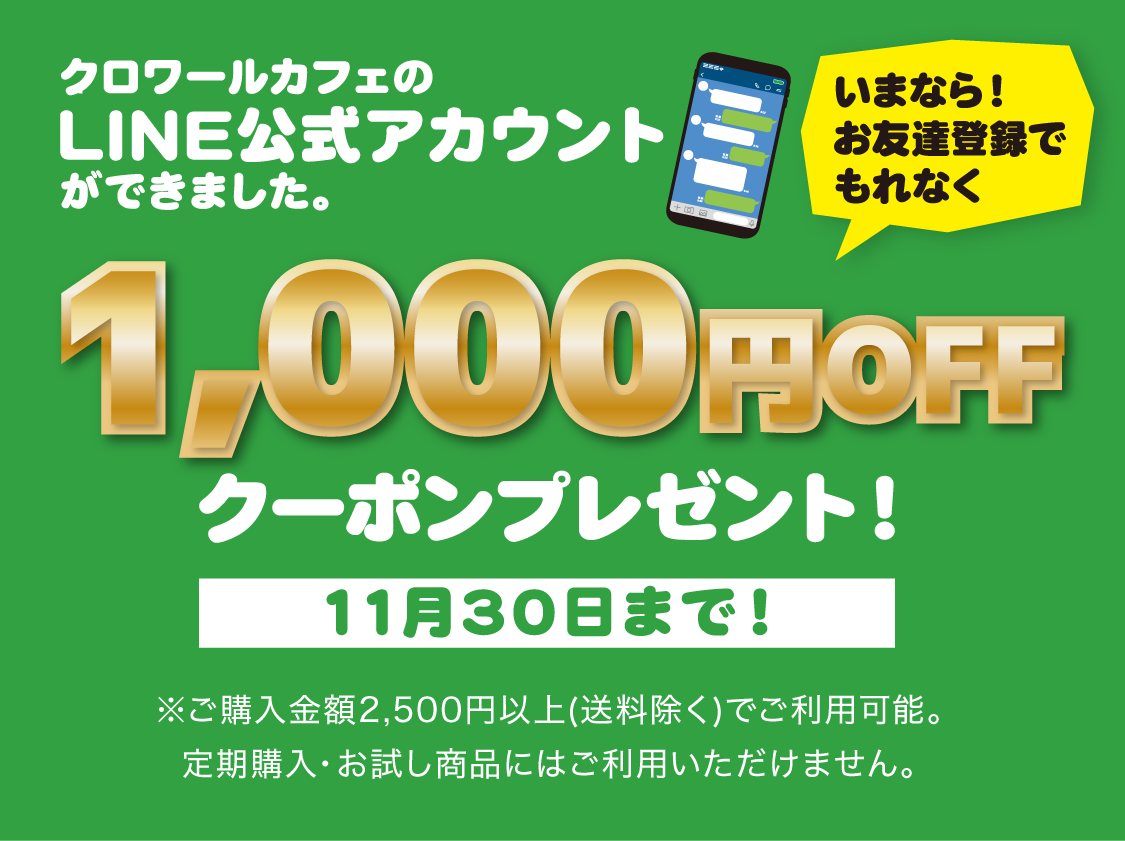 クロワールカフェの
LINE公式アカウント
ができました。
いまなら!
お友達登録で
もれなく
1,000円OFF
クーポンプレゼント!
11月30日まで!
※ご購入金額2,500円以上(送料除く)でご利用可能。
定期購入・お試し商品にはご利用いただけません。